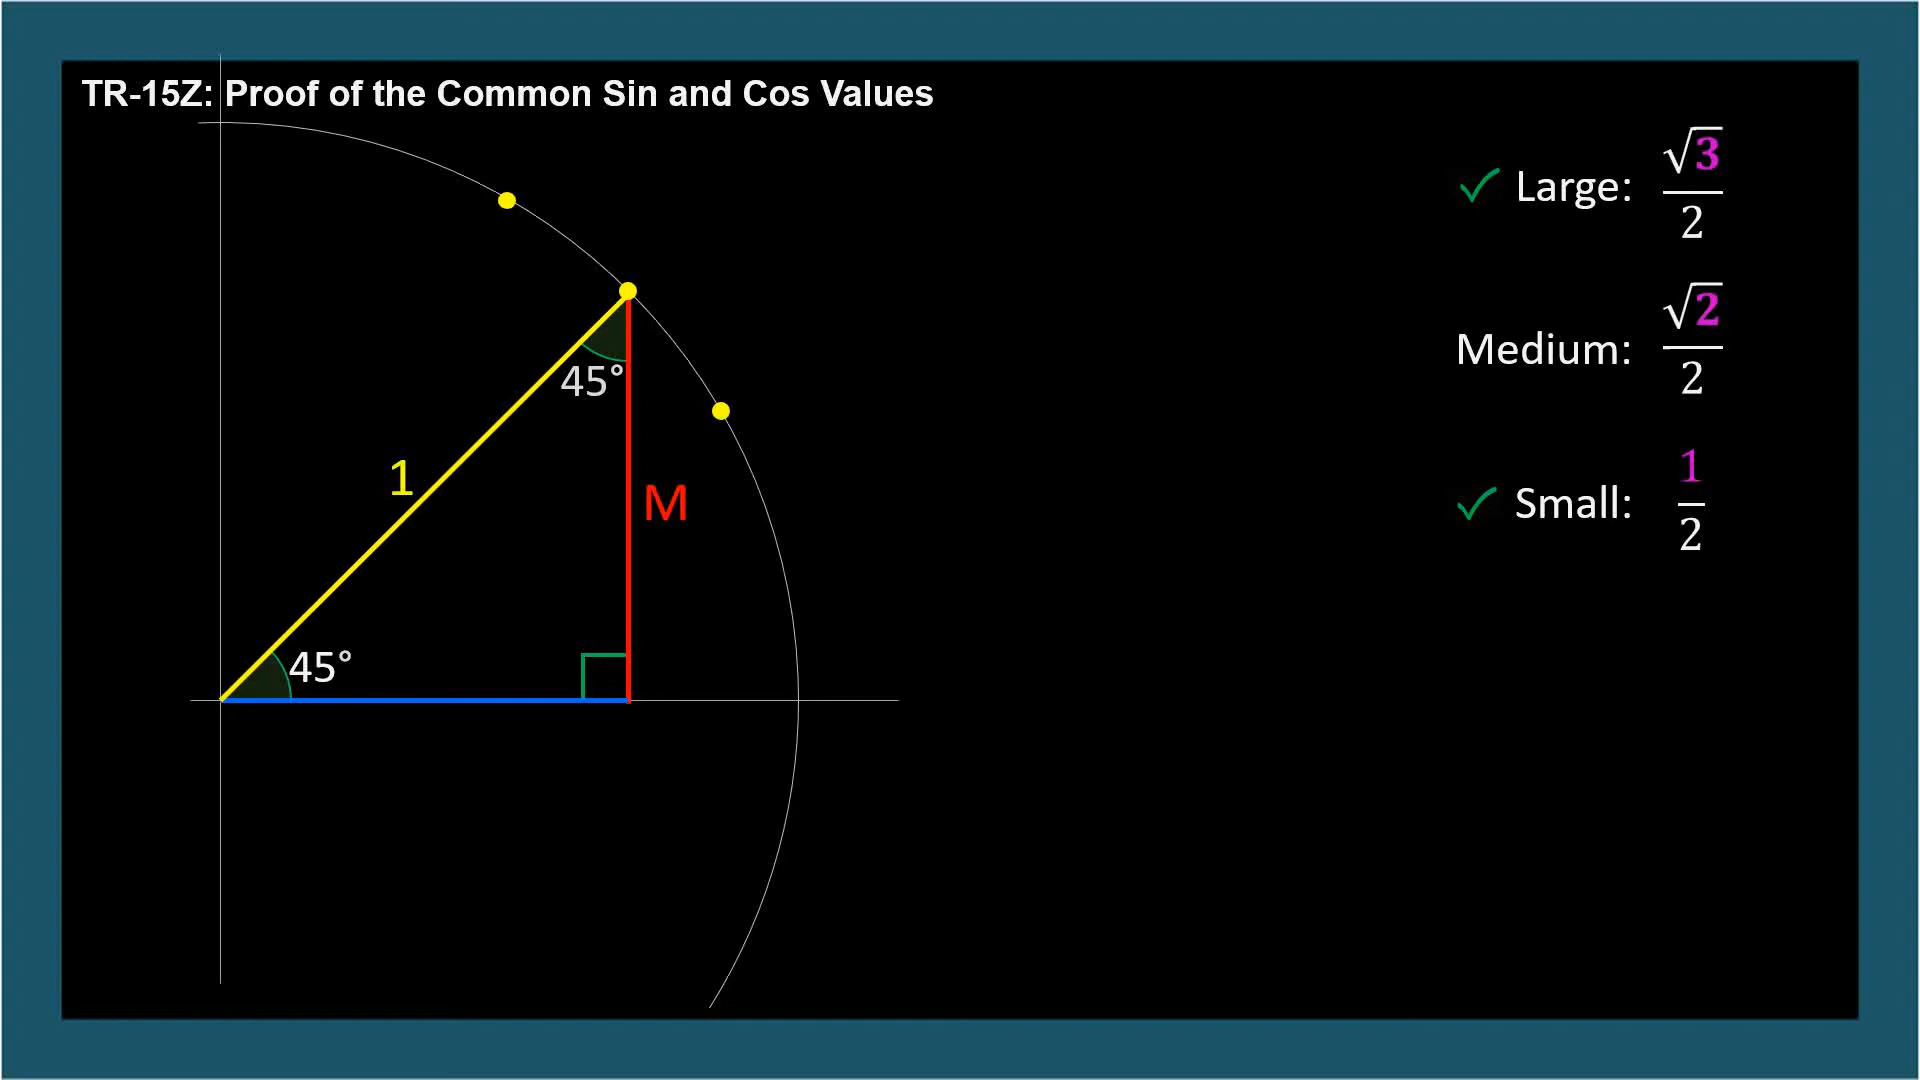 TR-15Z: Proof of the Common Sin and Cos Values
✓ Large: √3/2
Medium: √2/2
✓ Small: 1/2
45°
1
M
45°